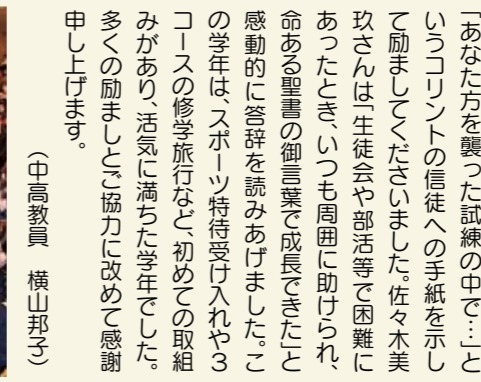 「あなた方を襲った試練の中で…」と
いうコリントの信徒への手紙を示し
て励ましてくださいました。佐々木美
玖さんは「生徒会や部活等で困難に
あったとき、いつも周囲に助けられ、
命ある聖書の御言葉で成長できた」と
感動的に答辞を読みあげました。こ
の学年は、スポーツ特待受け入れや3
コースの修学旅行など、初めての取組
みがあり、活気に満ちた学年でした。
多くの励ましとご協力に改めて感謝
申し上げます。
(中高教員 横山邦子)